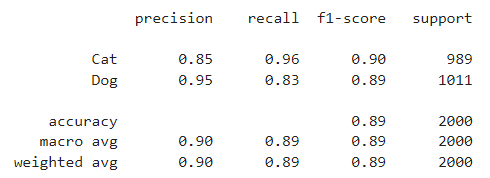 precision recall f1-score support
Cat 0.85 0.96 0.90 989
Dog 0.95 0.83 0.89 1011
accuracy 0.89 2000
macro avg 0.90 0.89 0.89 2000
weighted avg 0.90 0.89 0.89 2000